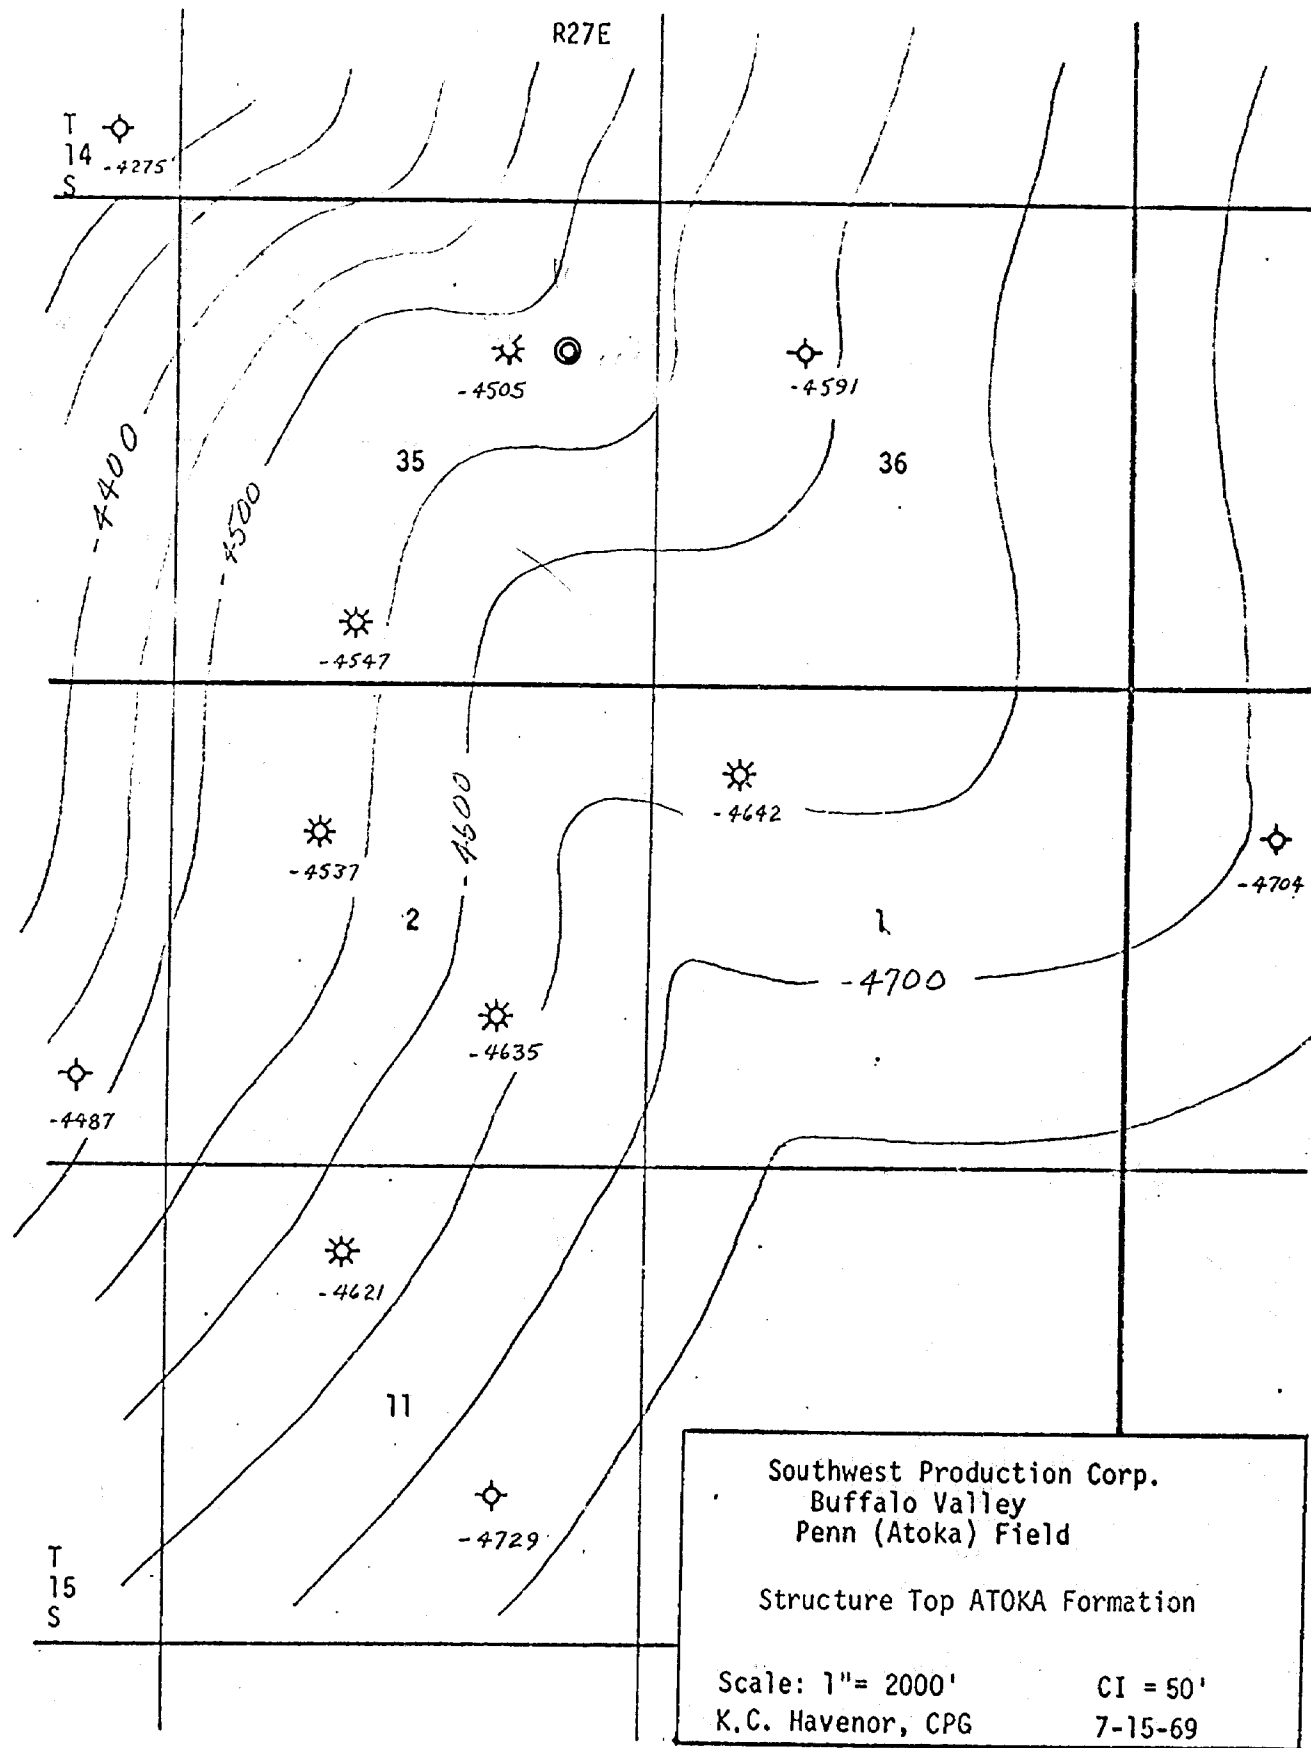 R27E
T
14
S
-4275'
-4505
-4591
35
36
-4400
-4500
-4547
-4642
-4600
-4537
-4704
2
1
-4700
-4635
-4487
-4621
11
-4729
T
15
S
Southwest Production Corp.
Buffalo Valley
Penn (Atoka) Field
Structure Top ATOKA Formation
Scale: 1"= 2000' CI = 50'
K.C. Havenor, CPG 7-15-69